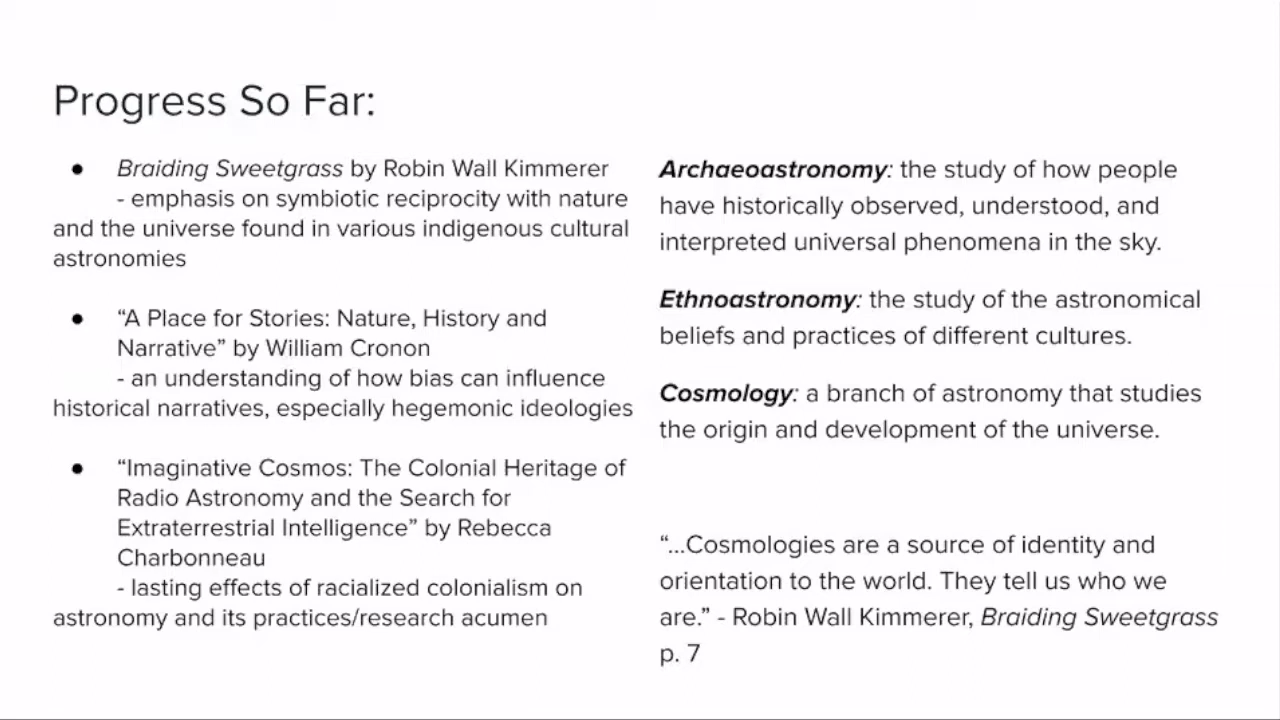 Progress So Far:
● Braiding Sweetgrass by Robin Wall Kimmerer
- emphasis on symbiotic reciprocity with nature
and the universe found in various indigenous cultural
astronomies
● “A Place for Stories: Nature, History and
Narrative” by William Cronon
- an understanding of how bias can influence
historical narratives, especially hegemonic ideologies
● “Imaginative Cosmos: The Colonial Heritage of
Radio Astronomy and the Search for
Extraterrestrial Intelligence” by Rebecca
Charbonneau
- lasting effects of racialized colonialism on
astronomy and its practices/research acumen
Archaeoastronomy: the study of how people
have historically observed, understood, and
interpreted universal phenomena in the sky.
Ethnoastronomy: the study of the astronomical
beliefs and practices of different cultures.
Cosmology: a branch of astronomy that studies
the origin and development of the universe.
“...Cosmologies are a source of identity and
orientation to the world. They tell us who we
are.” - Robin Wall Kimmerer, Braiding Sweetgrass
p. 7